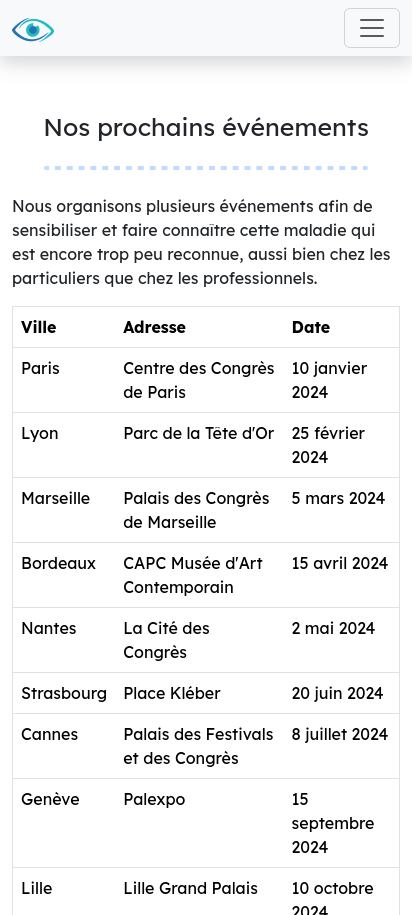 Nos prochains événements
Nous organisons plusieurs événements afin de
sensibiliser et faire connaître cette maladie qui
est encore trop peu reconnue, aussi bien chez les
particuliers que chez les professionnels.
Ville Adresse Date
Paris Centre des Congrès 10 janvier
de Paris 2024
Lyon Parc de la Tête d'Or 25 février
2024
Marseille Palais des Congrès 5 mars 2024
de Marseille
Bordeaux CAPC Musée d'Art 15 avril 2024
Contemporain
Nantes La Cité des 2 mai 2024
Congrès
Strasbourg Place Kléber 20 juin 2024
Cannes Palais des Festivals 8 juillet 2024
et des Congrès
Genève Palexpo 15
septembre
2024
Lille Lille Grand Palais 10 octobre
2024